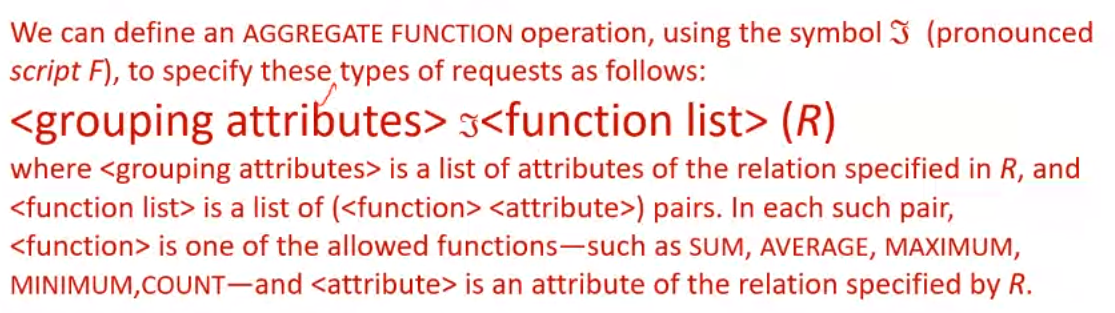 We can define an AGGREGATE FUNCTION operation, using the symbol ℑ (pronounced
script F), to specify these types of requests as follows:
<grouping attributes> ℑ<function list> (R)
where <grouping attributes> is a list of attributes of the relation specified in R, and
<function list> is a list of (<function> <attribute>) pairs. In each such pair,
<function> is one of the allowed functions—such as SUM, AVERAGE, MAXIMUM,
MINIMUM,COUNT—and <attribute> is an attribute of the relation specified by R.